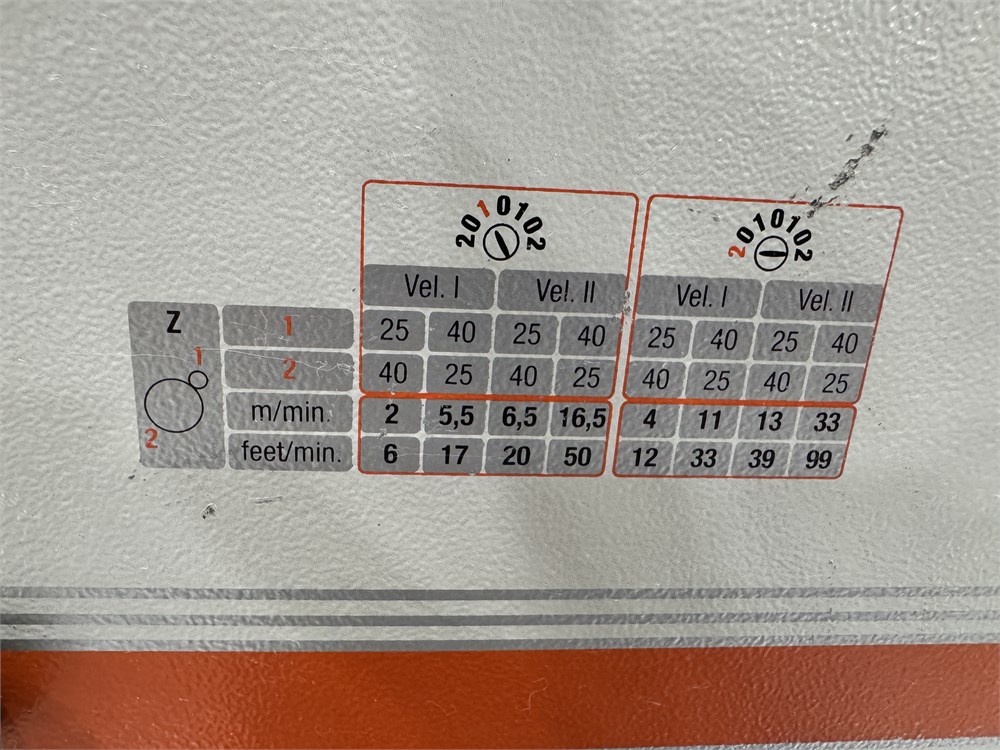 2010102 2010102
Vel. I Vel. II Vel. I Vel. II
Z 1 25 40 25 40 25 40 25 40
1 2 40 25 40 25 40 25 40 25
2 m/min. 2 5,5 6,5 16,5 4 11 13 33
feet/min. 6 17 20 50 12 33 39 99